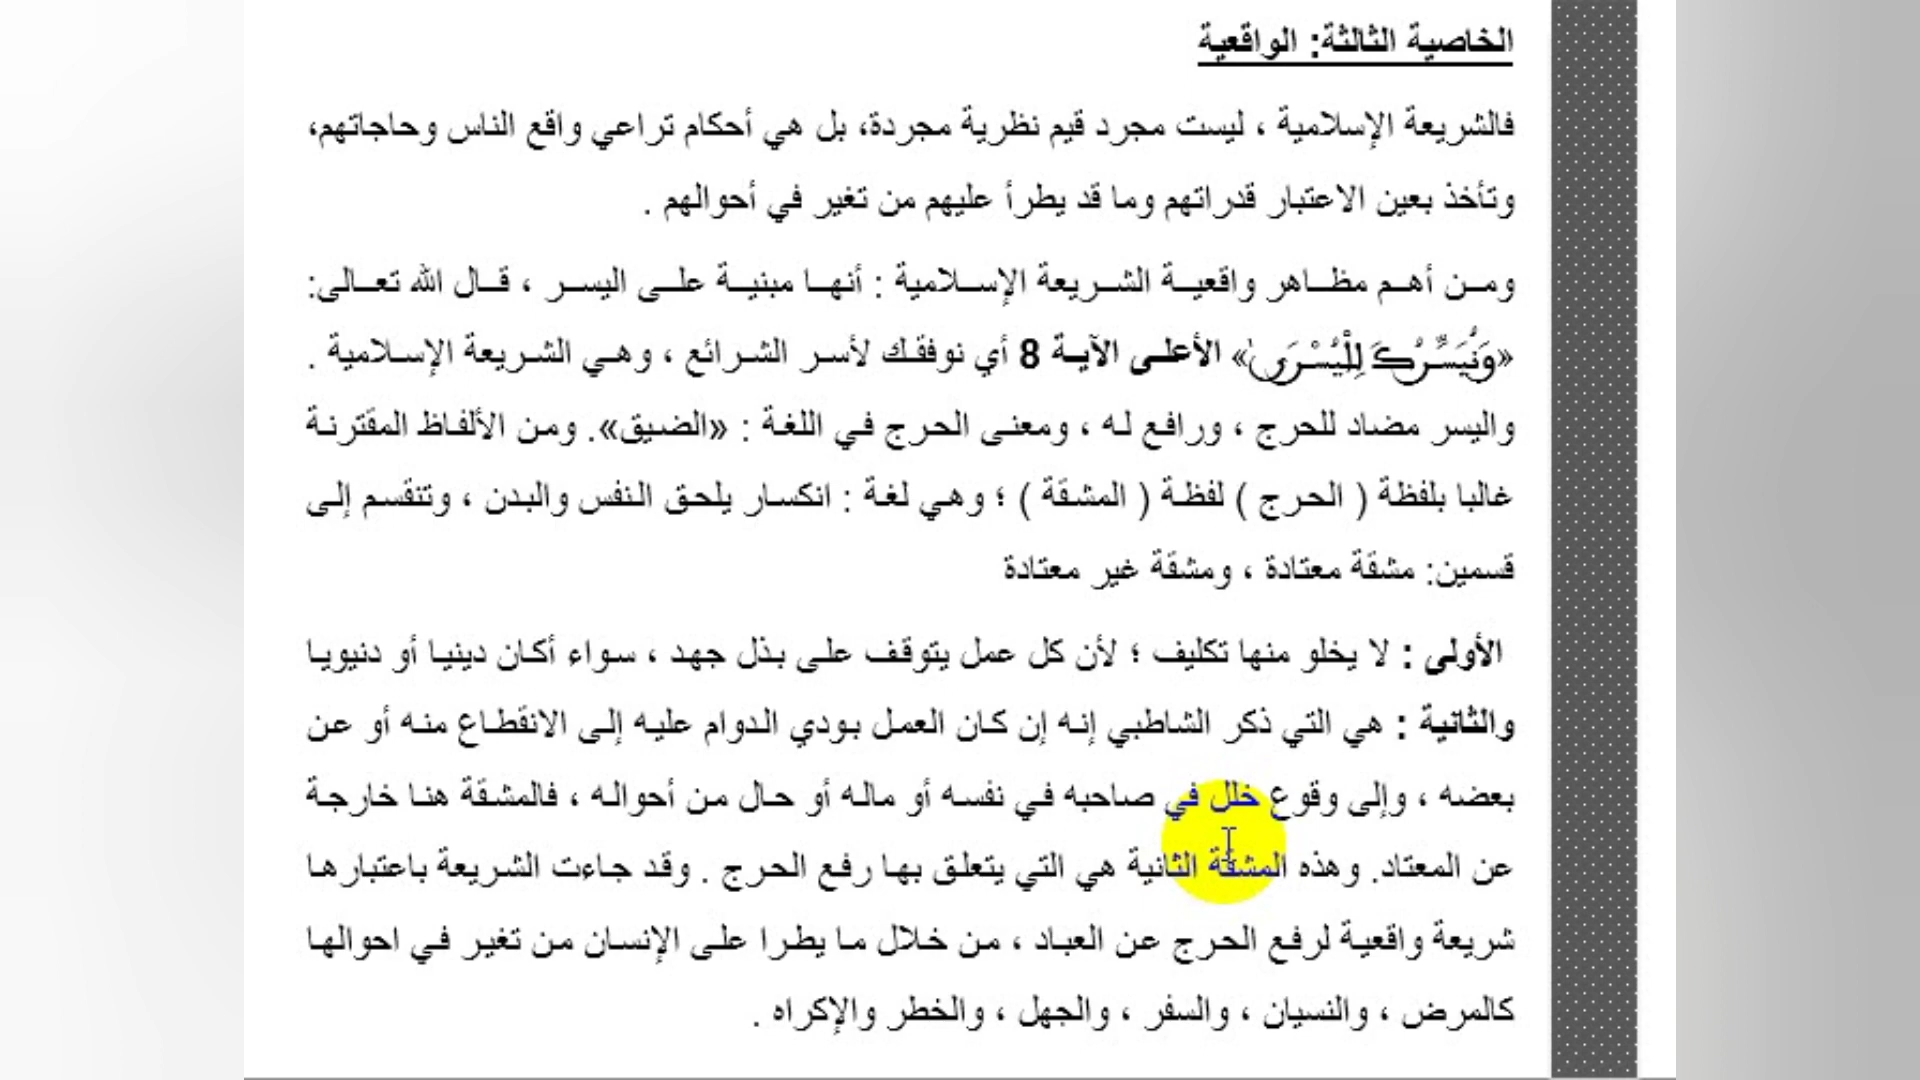 الخاصية الثالثة: الواقعية
فالشريعة الإسلامية ، ليست مجرد قيم نظرية مجردة، بل هي أحكام تراعي واقع الناس وحاجاتهم،
وتأخذ بعين الاعتبار قدراتهم وما قد يطرأ عليهم من تغير في أحوالهم .
ومن أهم مظاهر واقعية الشريعة الإسلامية : أنها مبنية على اليسر ، قال الله تعالى:
«وَنُيَسِّرُكَ لِلْيُسْرَىٰ» الأعلى الآية 8 أي نوفقك لأسر الشرائع ، وهي الشريعة الإسلامية .
واليسر مضاد للحرج ، ورافع له ، ومعنى الحرج في اللغة : «الضيق». ومن الألفاظ المقترنة
غالبا بلفظة ( الحرج ) لفظة ( المشقة ) ؛ وهي لغة : انكسار يلحق النفس والبدن ، وتنقسم إلى
قسمين: مشقة معتادة ، ومشقة غير معتادة
الأولى : لا يخلو منها تكليف ؛ لأن كل عمل يتوقف على بذل جهد ، سواء أكان دينيا أو دنيويا
والثانية : هي التي ذكر الشاطبي إنه إن كان العمل بودي الدوام عليه إلى الانقطاع منه أو عن
بعضه ، وإلى وقوع خلل في صاحبه في نفسه أو ماله أو حال من أحواله ، فالمشقة هنا خارجة
عن المعتاد. وهذه المشقة الثانية هي التي يتعلق بها رفع الحرج . وقد جاءت الشريعة باعتبارها
شريعة واقعية لرفع الحرج عن العباد ، من خلال ما يطرا على الإنسان من تغير في احوالها
كالمرض ، والنسيان ، والسفر ، والجهل ، والخطر والإكراه .